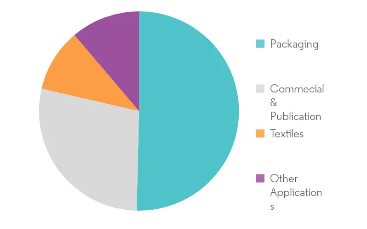 Packaging
Commecial
&
Publication
Textiles
Other
Application
s